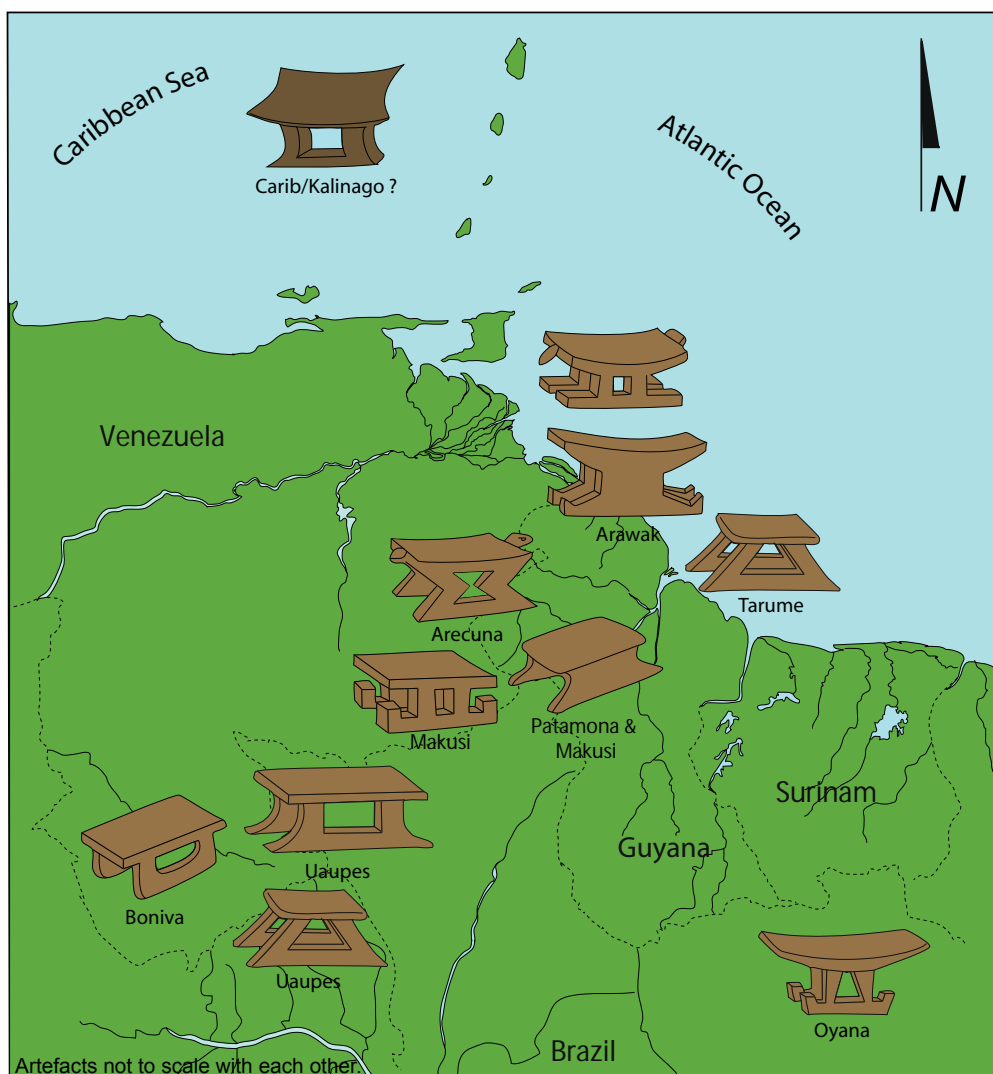 Caribbean Sea
Carib/Kalinago ?
Atlantic Ocean
N
Venezuela
Arawak
Tarume
Arecuna
Patamona &
Makusi
Makusi
Surinam
Guyana
Uaupes
Boniva
Uaupes
Oyana
Brazil
Artefacts not to scale with each other.